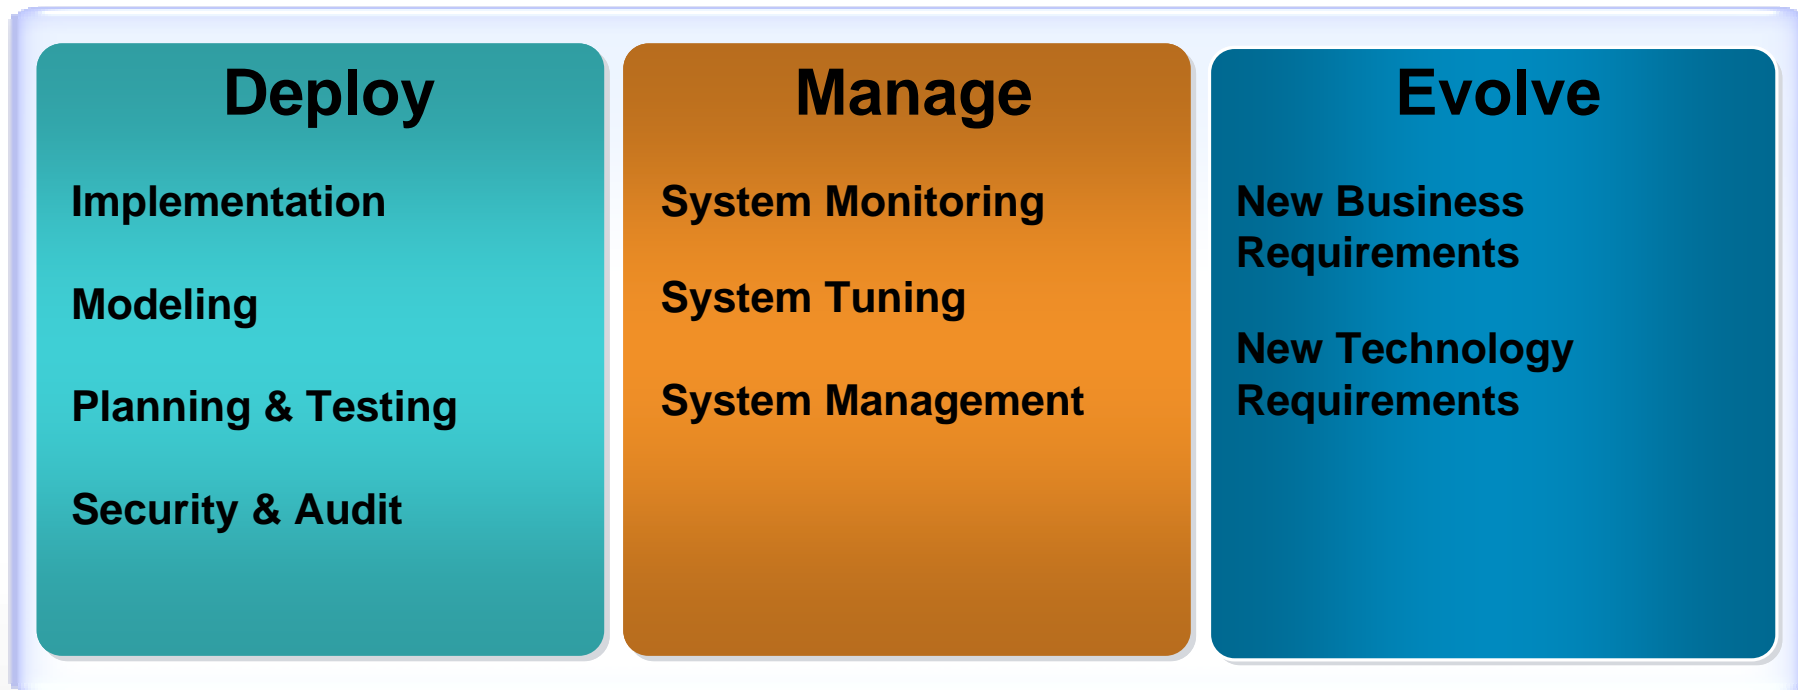 Deploy
Implementation
Modeling
Planning & Testing
Security & Audit
Manage
System Monitoring
System Tuning
System Management
Evolve
New Business
Requirements
New Technology
Requirements